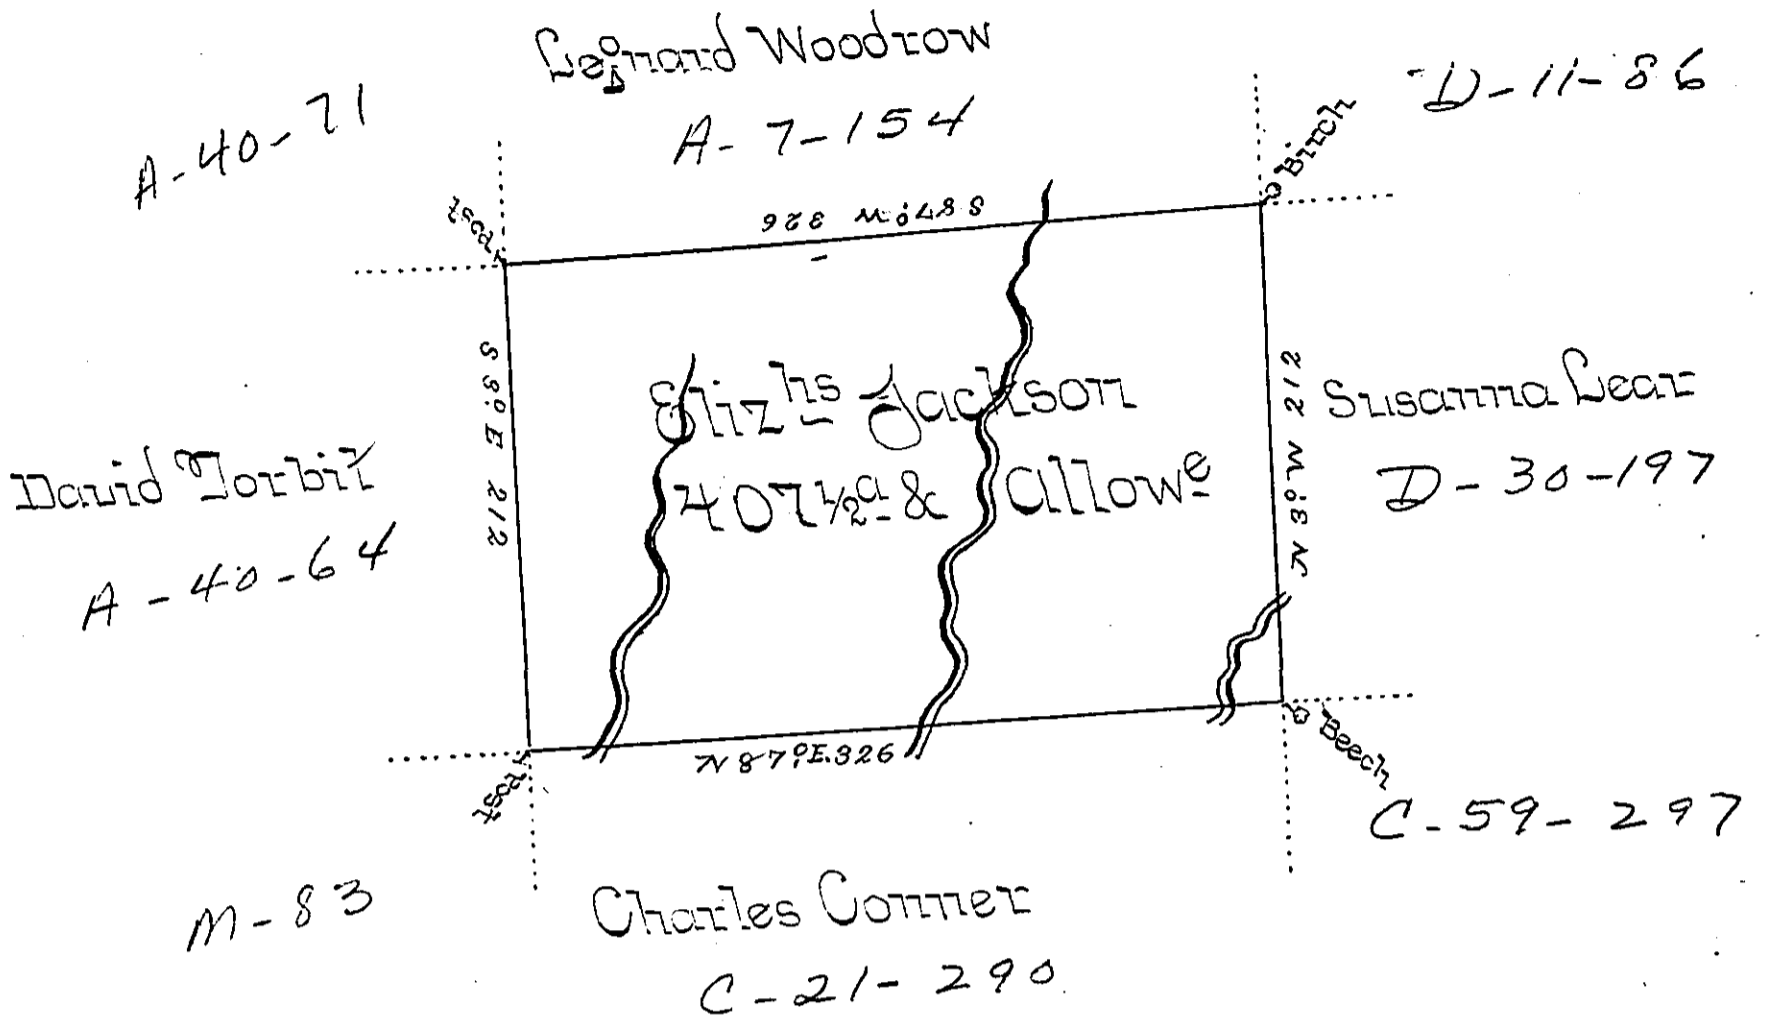 Leonard Woodrow
A-7-154
A-40-71
D-11-86
Post
Birch
S 87° W 326
S 3° E 212
N 3° W 212
Elizhs Jackson
407½a & Allowe
David Torbit
A-40-64
Susanna Lear
D-30-197
N 87° E. 326
Post
Beech
C-59-297
M-83
Charles Conner
C-21-290